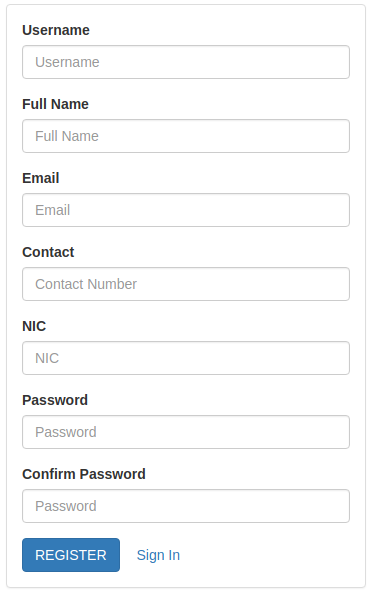 Username
Username
Full Name
Full Name
Email
Email
Contact
Contact Number
NIC
NIC
Password
Password
Confirm Password
Password
REGISTER Sign In